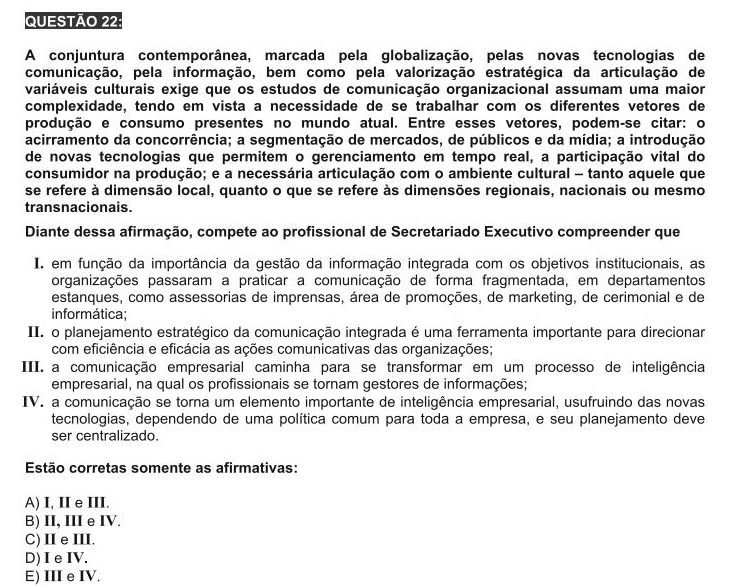 QUESTÃO 22:
A conjuntura contemporânea, marcada pela globalização, pelas novas tecnologias de
comunicação, pela informação, bem como pela valorização estratégica da articulação de
variáveis culturais exige que os estudos de comunicação organizacional assumam uma maior
complexidade, tendo em vista a necessidade de se trabalhar com os diferentes vetores de
produção e consumo presentes no mundo atual. Entre esses vetores, podem-se citar: o
acirramento da concorrência; a segmentação de mercados, de públicos e da mídia; a introdução
de novas tecnologias que permitem o gerenciamento em tempo real, a participação vital do
consumidor na produção; e a necessária articulação com o ambiente cultural – tanto aquele que
se refere à dimensão local, quanto o que se refere às dimensões regionais, nacionais ou mesmo
transnacionais.
Diante dessa afirmação, compete ao profissional de Secretariado Executivo compreender que
I. em função da importância da gestão da informação integrada com os objetivos institucionais, as
organizações passaram a praticar a comunicação de forma fragmentada, em departamentos
estanques, como assessorias de imprensas, área de promoções, de marketing, de cerimonial e de
informática;
II. o planejamento estratégico da comunicação integrada é uma ferramenta importante para direcionar
com eficiência e eficácia as ações comunicativas das organizações;
III. a comunicação empresarial caminha para se transformar em um processo de inteligência
empresarial, na qual os profissionais se tornam gestores de informações;
IV. a comunicação se torna um elemento importante de inteligência empresarial, usufruindo das novas
tecnologias, dependendo de uma política comum para toda a empresa, e seu planejamento deve
ser centralizado.
Estão corretas somente as afirmativas:
A) I, II e III.
B) II, III e IV.
C) II e III.
D) I e IV.
E) III e IV.